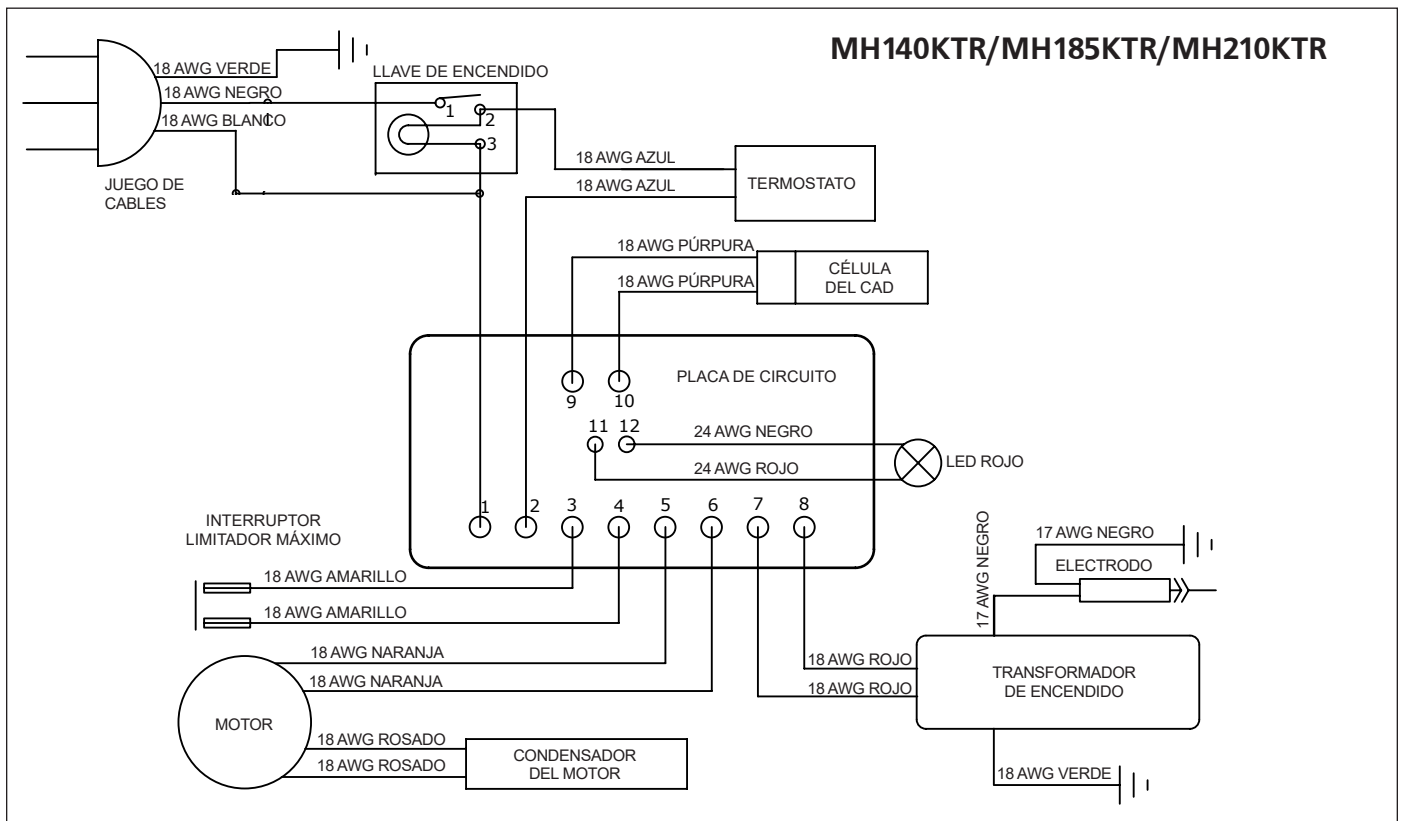 MH140KTR/MH185KTR/MH210KTR
18 AWG VERDE
18 AWG NEGRO
18 AWG BLANCO
JUEGO DE
CABLES
LLAVE DE ENCENDIDO
1
2
3
18 AWG AZUL
18 AWG AZUL
TERMOSTATO
18 AWG PÚRPURA
18 AWG PÚRPURA
CÉLULA
DEL CAD
PLACA DE CIRCUITO
9
10
11
12
24 AWG NEGRO
24 AWG ROJO
LED ROJO
1
2
3
4
5
6
7
8
INTERRUPTOR
LIMITADOR MÁXIMO
18 AWG AMARILLO
18 AWG AMARILLO
18 AWG NARANJA
18 AWG NARANJA
MOTOR
18 AWG ROSADO
18 AWG ROSADO
CONDENSADOR
DEL MOTOR
17 AWG NEGRO
17 AWG NEGRO
ELECTRODO
18 AWG ROJO
18 AWG ROJO
TRANSFORMADOR
DE ENCENDIDO
18 AWG VERDE